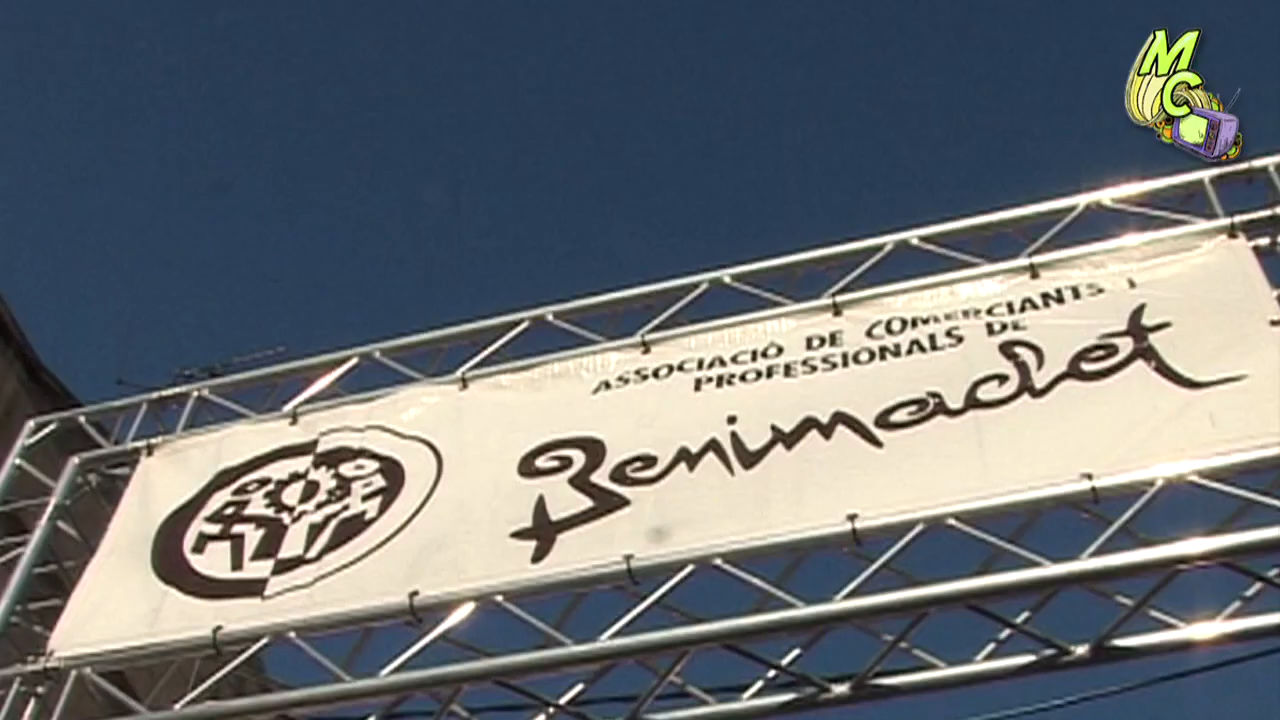 MC
ASSOCIACIÓ DE COMERCIANTS I
PROFESSIONALS DE
Benimaclet